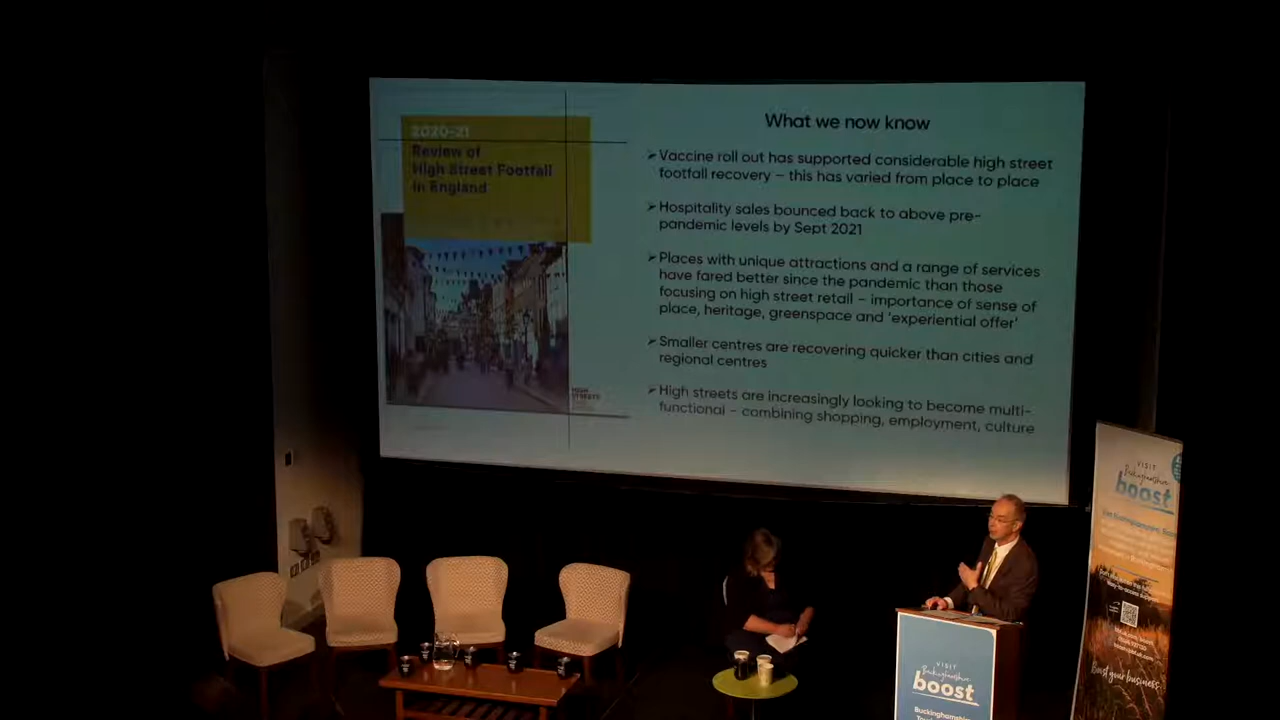 2020-21
Review of
High Street Footfall
in England
What we now know
➢Vaccine roll out has supported considerable high street
footfall recovery – this has varied from place to place
➢Hospitality sales bounced back to above pre-
pandemic levels by Sept 2021
➢Places with unique attractions and a range of services
have fared better since the pandemic than those
focusing on high street retail – importance of sense of
place, heritage, greenspace and ‘experiential offer’
➢Smaller centres are recovering quicker than cities and
regional centres
➢High streets are increasingly looking to become multi-
functional – combining shopping, employment, culture
VISIT
Buckinghamshire
boost
Boost your business
VISIT
Buckinghamshire
boost
Buckinghamshire